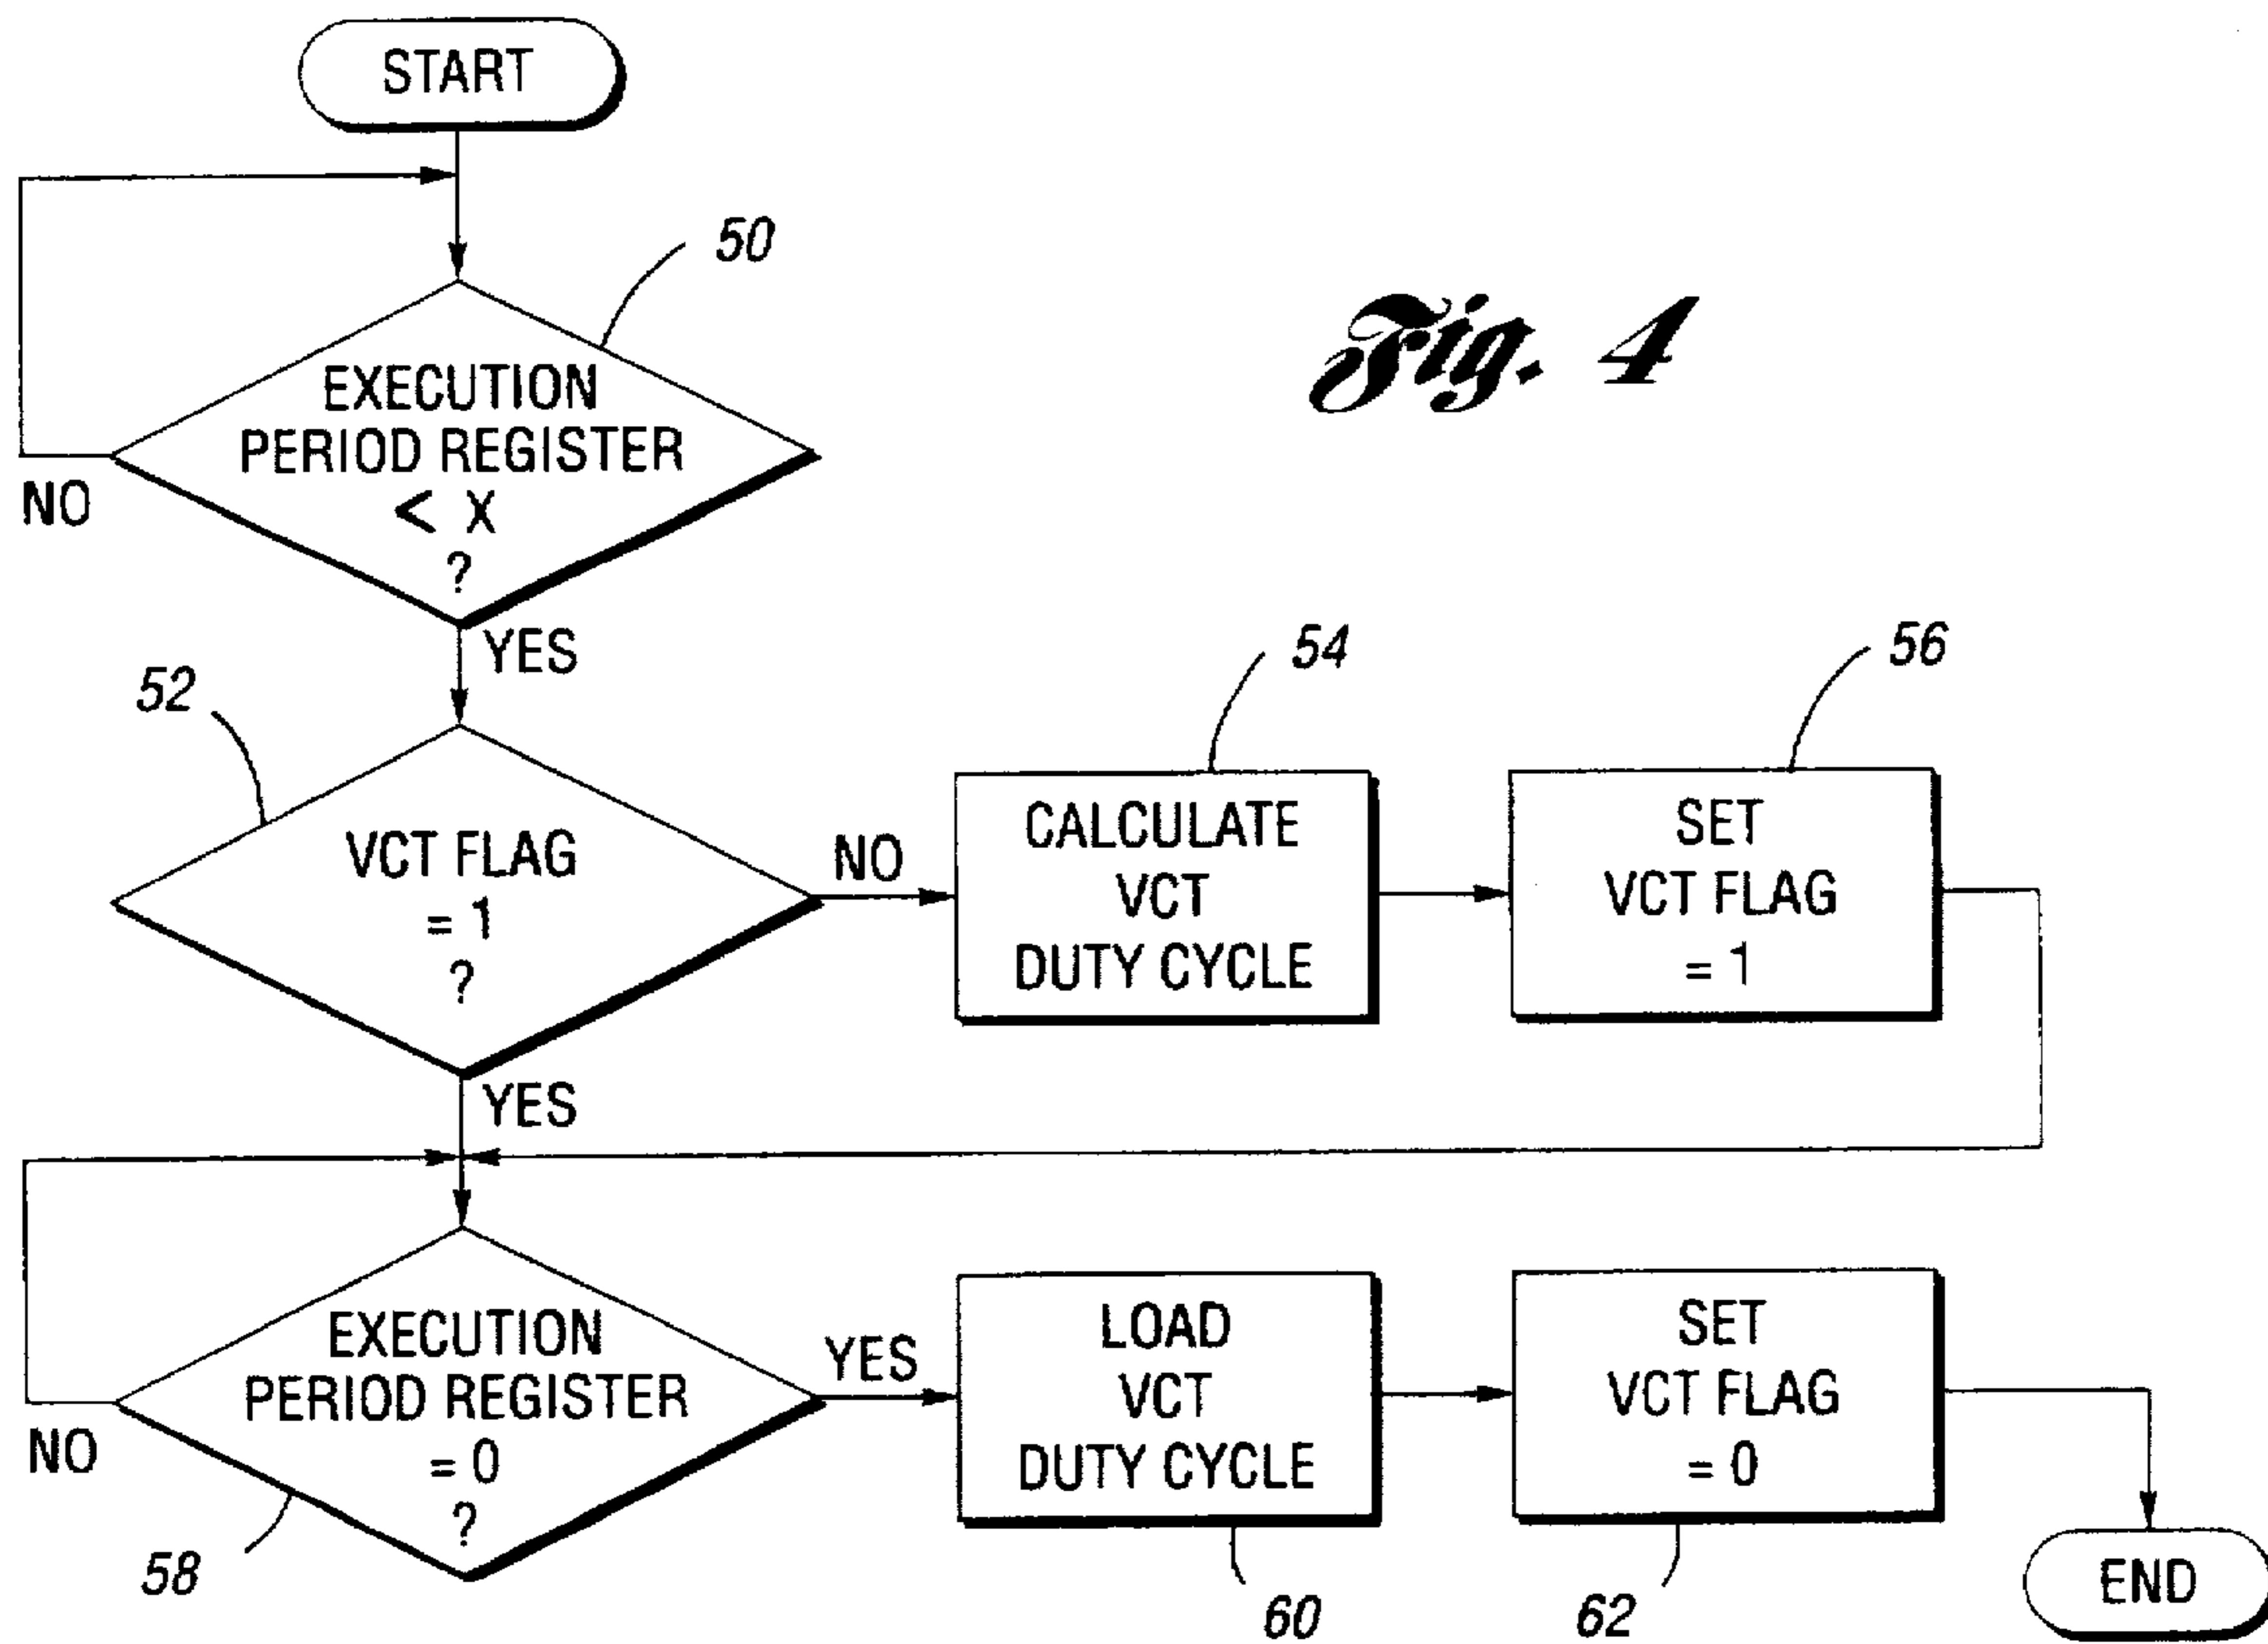 START
50
Fig. 4
EXECUTION
PERIOD REGISTER
< X
?
NO
YES
52
54
56
VCT FLAG
= 1
?
NO
CALCULATE
VCT
DUTY CYCLE
SET
VCT FLAG
= 1
YES
EXECUTION
PERIOD REGISTER
= 0
?
NO
YES
58
LOAD
VCT
DUTY CYCLE
60
SET
VCT FLAG
= 0
62
END